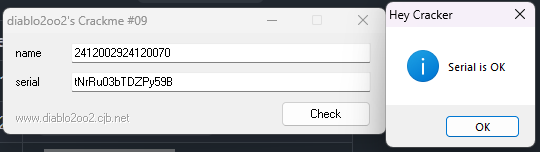 diablo2oo2's Crackme #09
name
2412002924120070
serial
tNrRu03bTDZPy59B
www.diablo2oo2.cjb.net
Check
Hey Cracker
Serial is OK
OK